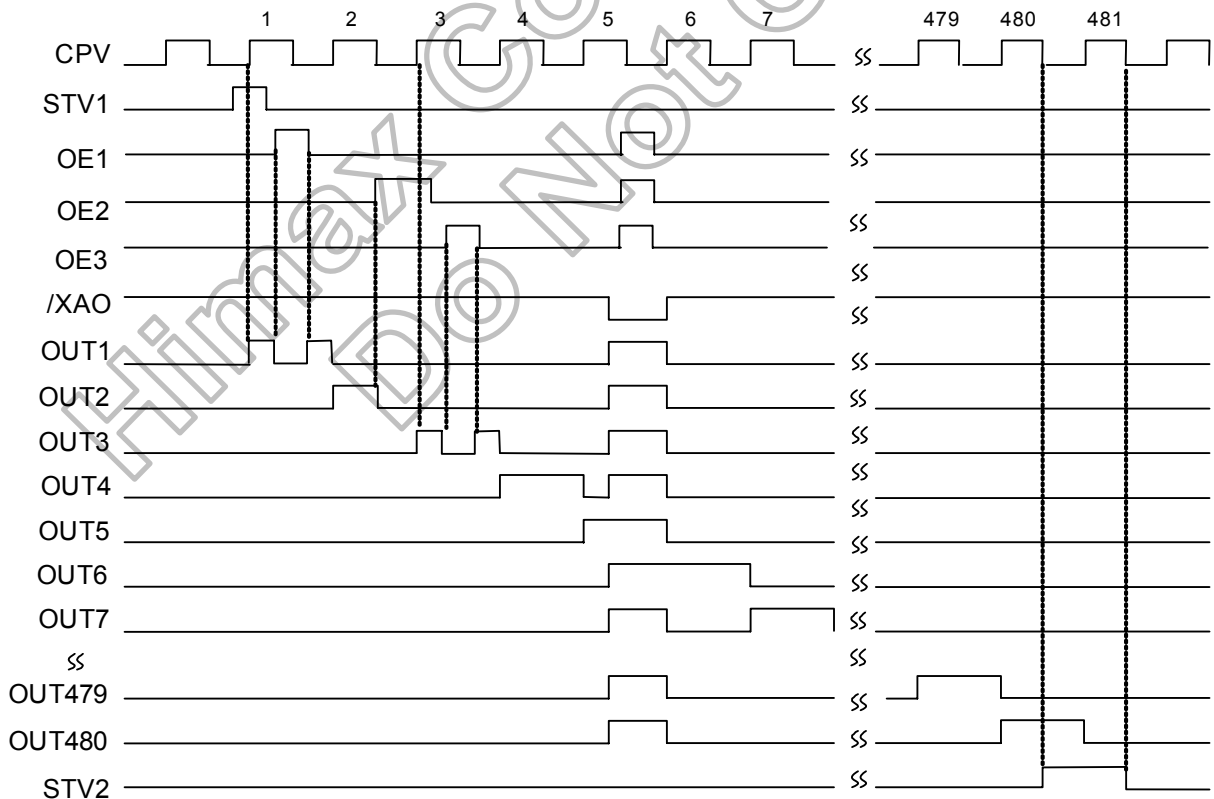 1 2 3 4 5 6 7 479 480 481
CPV
STV1
OE1
OE2
OE3
/XAO
OUT1
OUT2
OUT3
OUT4
OUT5
OUT6
OUT7
OUT479
OUT480
STV2
Himax Co
Do Not